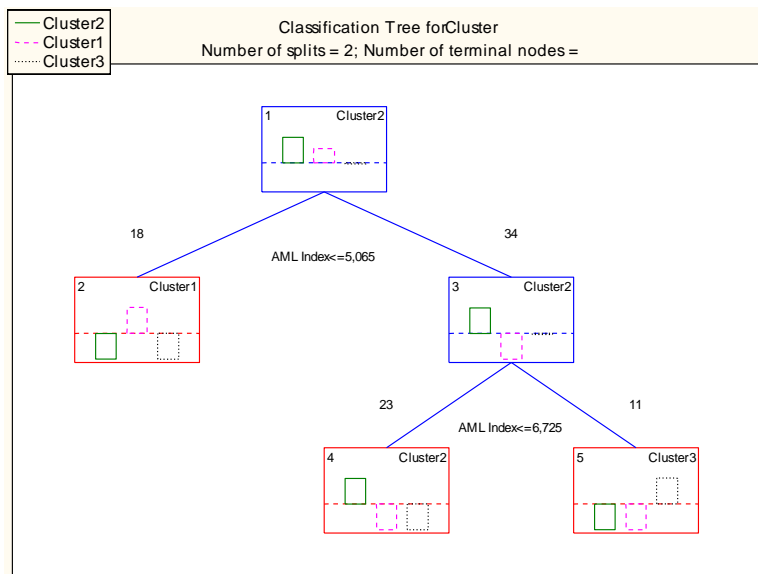 Cluster2
Cluster1
Cluster3
Classification Tree forCluster
Number of splits = 2; Number of terminal nodes =
1 Cluster2
18 34
AML Index<=5,065
2 Cluster1
3 Cluster2
23 11
AML Index<=6,725
4 Cluster2
5 Cluster3